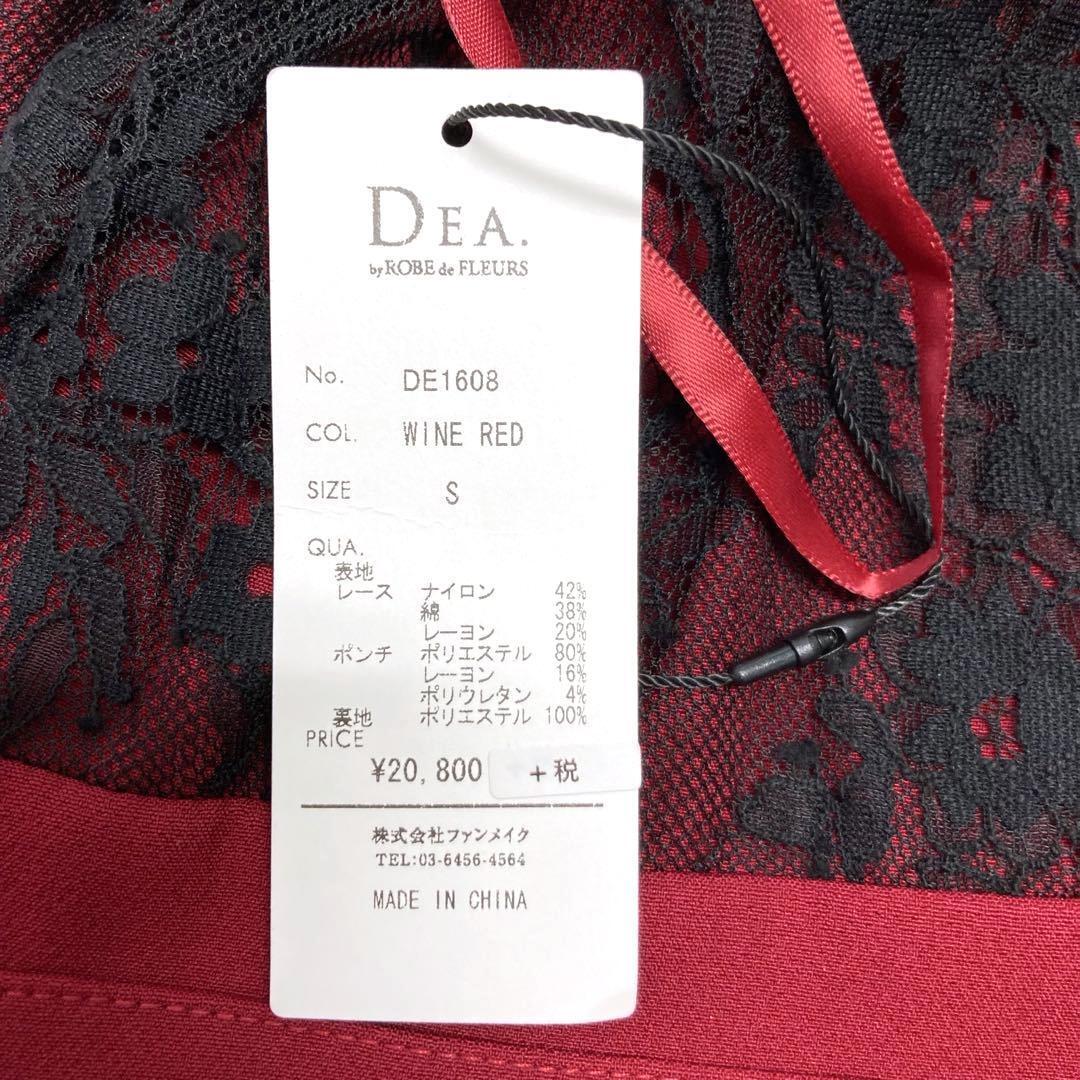 DEA.
by ROBE de FLEURS
No. DE1608
COL. WINE RED
SIZE S
QUA.
表地
レース ナイロン 42%
綿 38%
レーヨン 20%
ポンチ ポリエステル 80%
レーヨン 16%
ポリウレタン 4%
裏地 ポリエステル 100%
PRICE
¥20,800 +税
株式会社ファンメイク
TEL:03-6456-4564
MADE IN CHINA